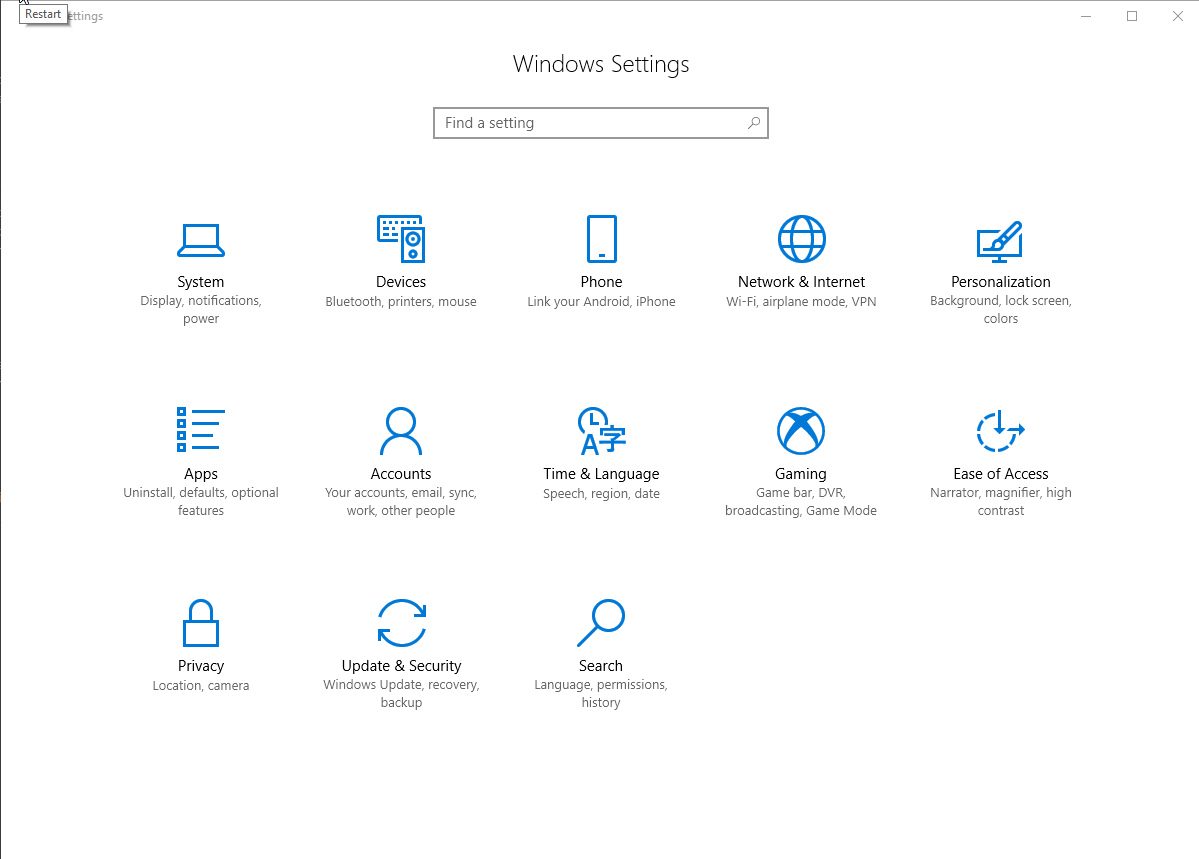 Restart
ettings
Windows Settings
Find a setting
System
Display, notifications,
power
Devices
Bluetooth, printers, mouse
Phone
Link your Android, iPhone
Network & Internet
Wi-Fi, airplane mode, VPN
Personalization
Background, lock screen,
colors
Apps
Uninstall, defaults, optional
features
Accounts
Your accounts, email, sync,
work, other people
Time & Language
Speech, region, date
Gaming
Game bar, DVR,
broadcasting, Game Mode
Ease of Access
Narrator, magnifier, high
contrast
Privacy
Location, camera
Update & Security
Windows Update, recovery,
backup
Search
Language, permissions,
history